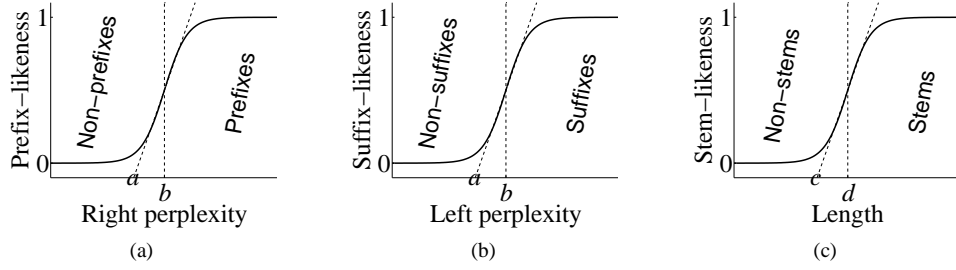 1
Prefix−likeness
Non−prefixes
Prefixes
0
a
b
Right perplexity
(a)
1
Suffix−likeness
Non−suffixes
Suffixes
0
a
b
Left perplexity
(b)
1
Stem−likeness
Non−stems
Stems
0
c
d
Length
(c)